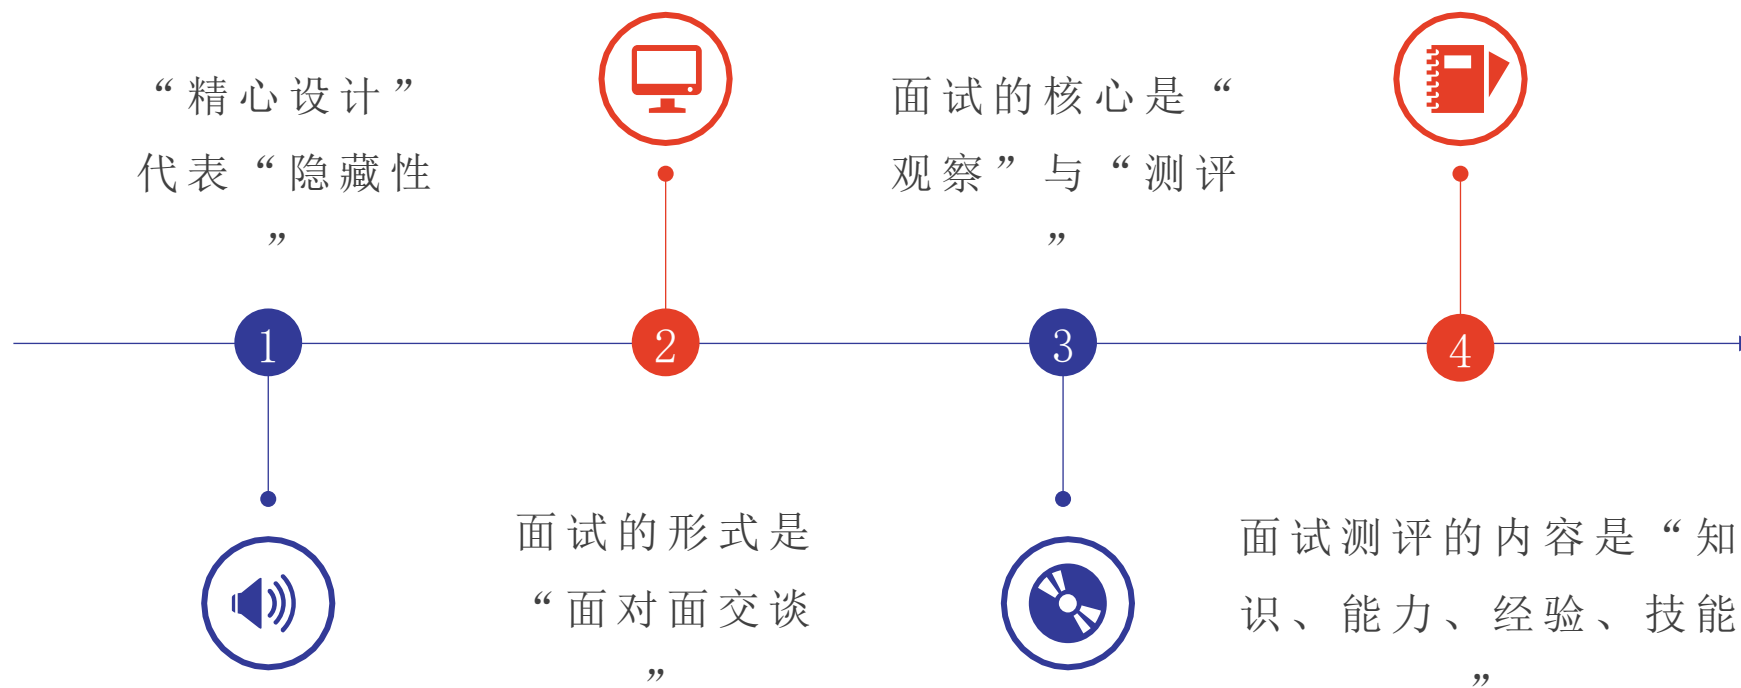 “精心设计”
代表“隐藏性
”
1
2
面试的形式是
“面对面交谈
”
面试的核心是“
观察”与“测评
”
3
4
面试测评的内容是“知
识、能力、经验、技能
”